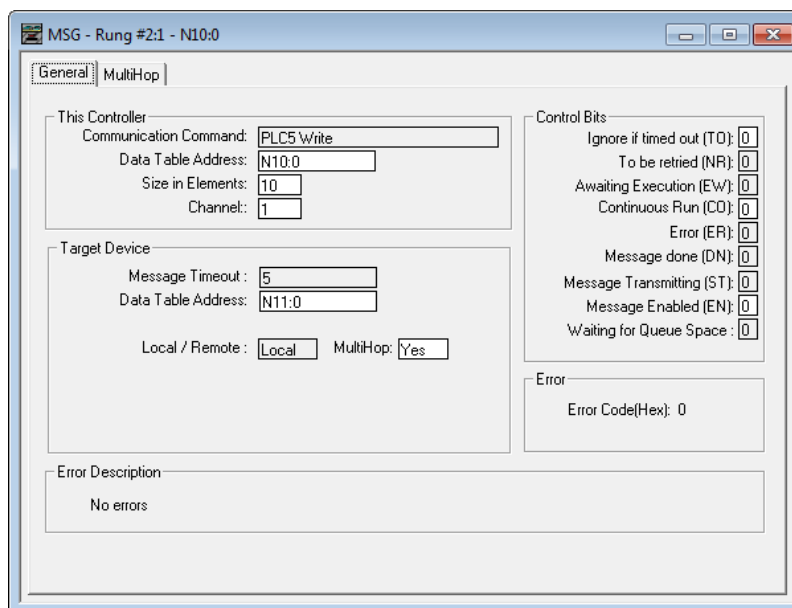 MSG - Rung #2:1 - N10:0
General MultiHop
This Controller
Communication Command: PLC5 Write
Data Table Address: N10:0
Size in Elements: 10
Channel:: 1
Target Device
Message Timeout : 5
Data Table Address: N11:0
Local / Remote : Local MultiHop: Yes
Control Bits
Ignore if timed out (TO): 0
To be retried (NR): 0
Awaiting Execution (EW): 0
Continuous Run (CO): 0
Error (ER): 0
Message done (DN): 0
Message Transmitting (ST): 0
Message Enabled (EN): 0
Waiting for Queue Space : 0
Error
Error Code(Hex): 0
Error Description
No errors